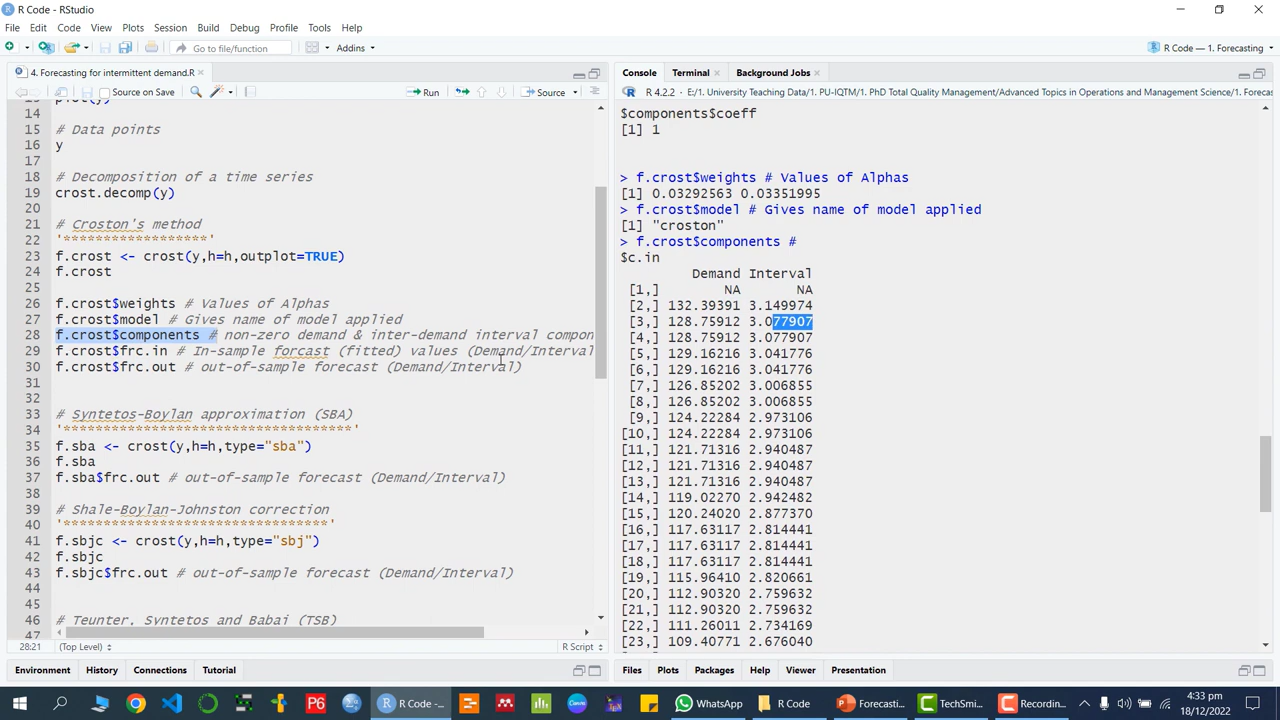 R Code - RStudio
File Edit Code View Plots Session Build Debug Profile Tools Help
Go to file/function
Addins
R Code — 1. Forecasting
4. Forecasting for intermittent demand.R
Source on Save
Run
Source
13 plot(y)
14
15 # Data points
16 y
17
18 # Decomposition of a time series
19 crost.decomp(y)
20
21 # Croston's method
22 '******************'
23 f.crost <- crost(y,h=h,outplot=TRUE)
24 f.crost
25
26 f.crost$weights # Values of Alphas
27 f.crost$model # Gives name of model applied
28 f.crost$components # non-zero demand & inter-demand interval compon
29 f.crost$frc.in # In-sample forcast (fitted) values (Demand/Interval
30 f.crost$frc.out # out-of-sample forecast (Demand/Interval)
31
32
33 # Syntetos-Boylan approximation (SBA)
34 '************************************'
35 f.sba <- crost(y,h=h,type="sba")
36 f.sba
37 f.sba$frc.out # out-of-sample forecast (Demand/Interval)
38
39 # Shale-Boylan-Johnston correction
40 '*********************************'
41 f.sbjc <- crost(y,h=h,type="sbj")
42 f.sbjc
43 f.sbjc$frc.out # out-of-sample forecast (Demand/Interval)
44
45
46 # Teunter, Syntetos and Babai (TSB)
47
28:21 (Top Level) R Script
Environment History Connections Tutorial
Console Terminal Background Jobs
R 4.2.2 · E:/1. University Teaching Data/1. PU-IQTM/1. PhD Total Quality Management/Advanced Topics in Operations and Management Science/1. Forecas
$components$coeff
[1] 1
> f.crost$weights # Values of Alphas
[1] 0.03292563 0.03351995
> f.crost$model # Gives name of model applied
[1] "croston"
> f.crost$components #
$c.in
Demand Interval
[1,] NA NA
[2,] 132.39391 3.149974
[3,] 128.75912 3.077907
[4,] 128.75912 3.077907
[5,] 129.16216 3.041776
[6,] 129.16216 3.041776
[7,] 126.85202 3.006855
[8,] 126.85202 3.006855
[9,] 124.22284 2.973106
[10,] 124.22284 2.973106
[11,] 121.71316 2.940487
[12,] 121.71316 2.940487
[13,] 121.71316 2.940487
[14,] 119.02270 2.942482
[15,] 120.24020 2.877370
[16,] 117.63117 2.814441
[17,] 117.63117 2.814441
[18,] 117.63117 2.814441
[19,] 115.96410 2.820661
[20,] 112.90320 2.759632
[21,] 112.90320 2.759632
[22,] 111.26600 2.734169
[23,] 109.40771 2.676040
Files Plots Packages Help Viewer Presentation
P6
R Code -...
WhatsApp
R Code
Forecasti...
TechSmi...
Recordin...
4:33 pm
18/12/2022